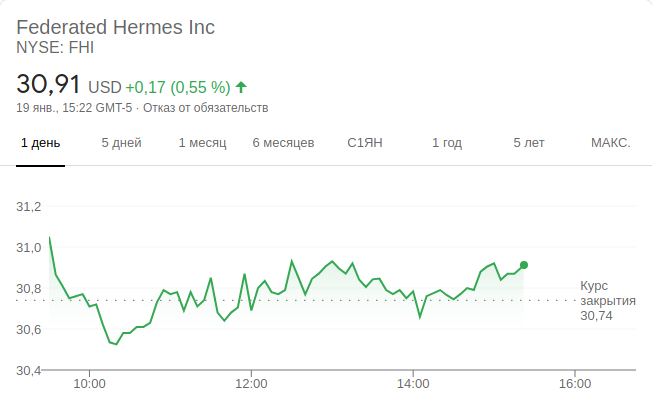 Federated Hermes Inc
NYSE: FHI
30,91 USD +0,17 (0,55 %)
19 янв., 15:22 GMT-5 · Отказ от обязательств
1 день 5 дней 1 месяц 6 месяцев С1ЯН 1 год 5 лет МАКС.
31,2
31,0
30,8
30,6
30,4
Курс
закрытия
30,74
10:00 12:00 14:00 16:00